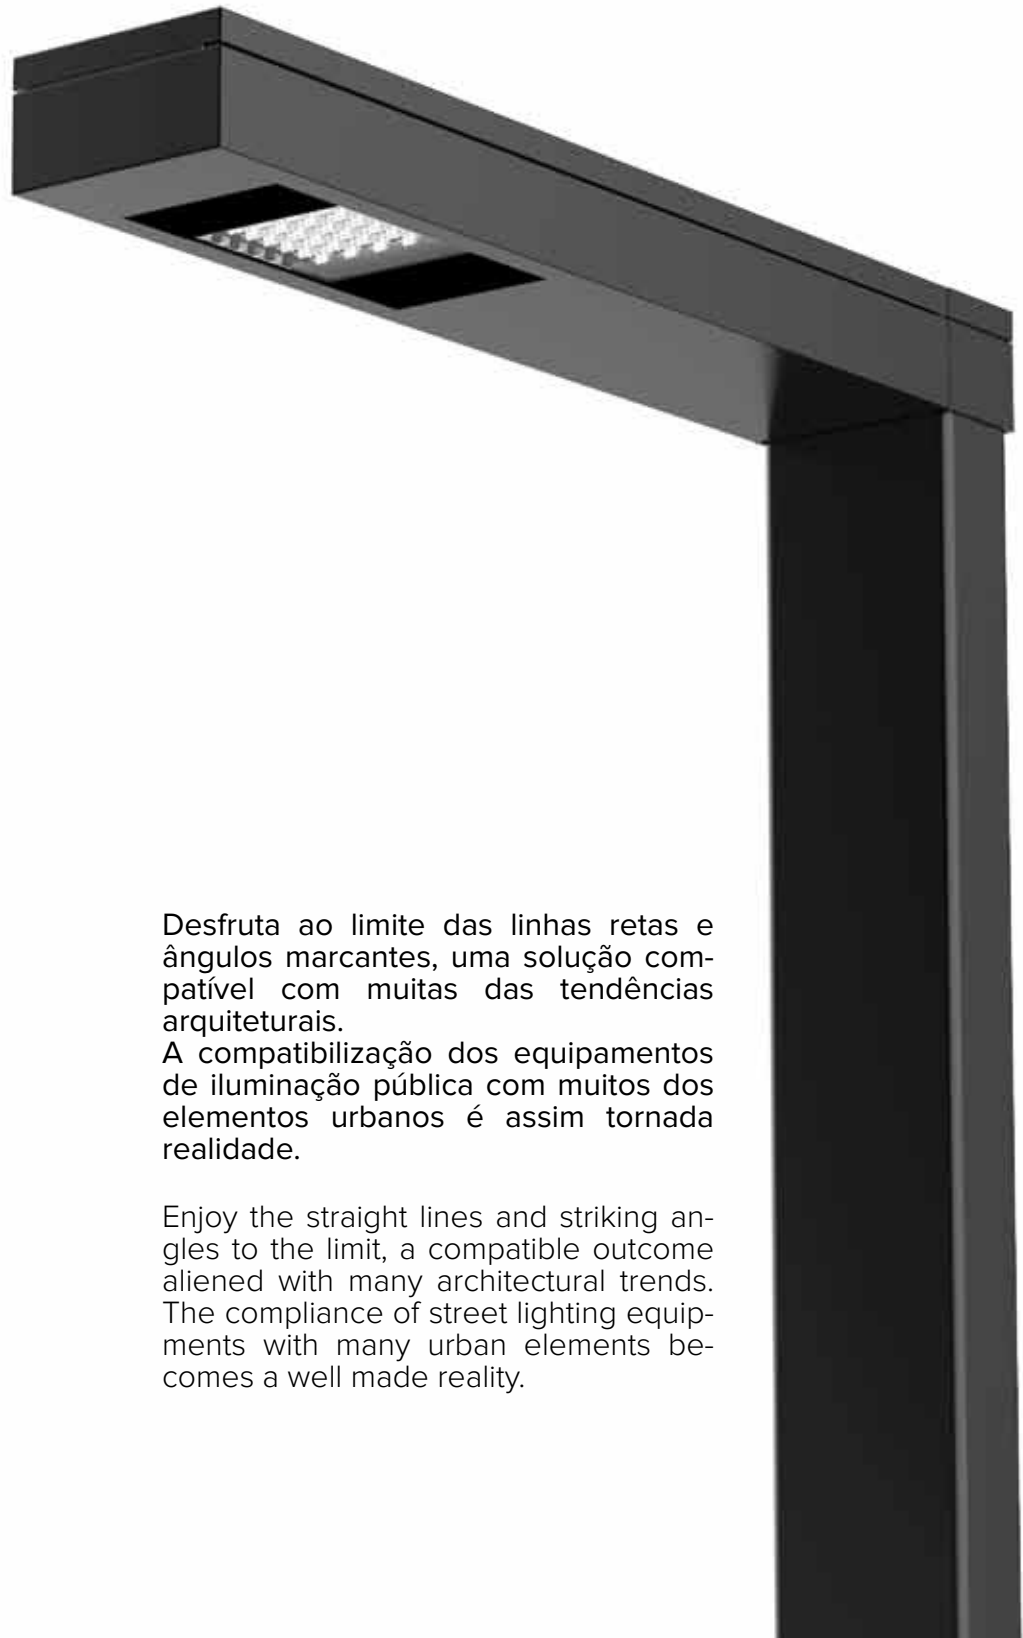 Desfruta ao limite das linhas retas e
ângulos marcantes, uma solução com-
patível com muitas das tendências
arquiteturais.
A compatibilização dos equipamentos
de iluminação pública com muitos dos
elementos urbanos é assim tornada
realidade.
Enjoy the straight lines and striking an-
gles to the limit, a compatible outcome
aliened with many architectural trends.
The compliance of street lighting equip-
ments with many urban elements be-
comes a well made reality.